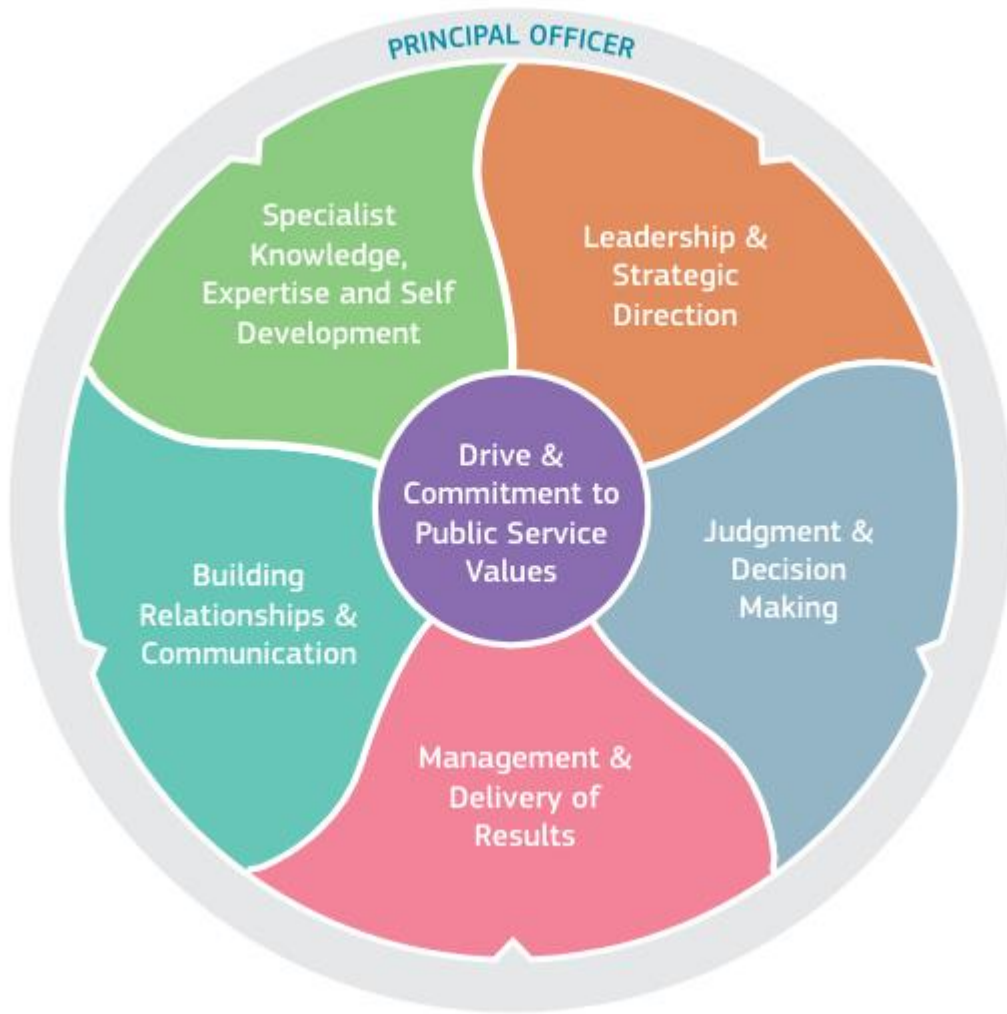 PRINCIPAL OFFICER
Specialist
Knowledge,
Expertise and Self
Development
Leadership &
Strategic
Direction
Drive &
Commitment to
Public Service
Values
Judgment &
Decision
Making
Building
Relationships &
Communication
Management &
Delivery of
Results